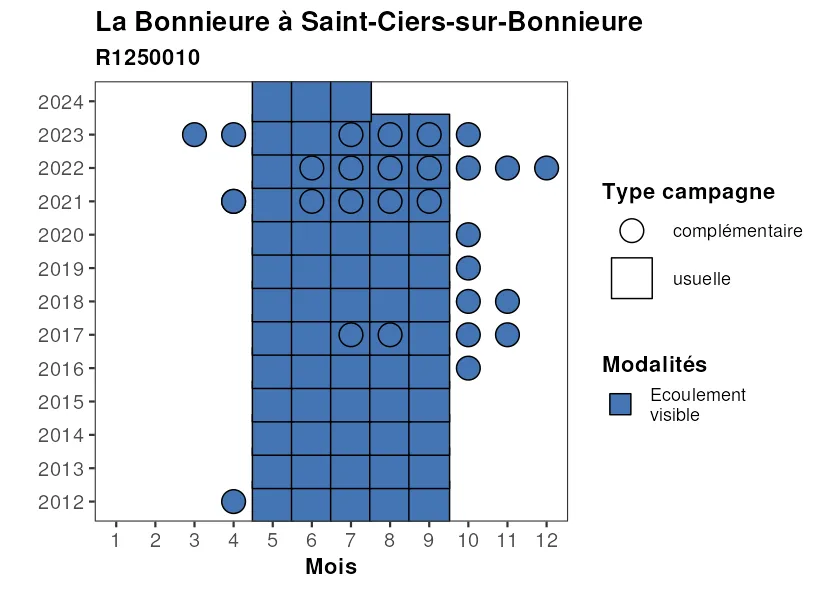 La Bonnieure à Saint-Ciers-sur-Bonnieure
R1250010
2024
2023
2022
2021
2020
2019
2018
2017
2016
2015
2014
2013
2012
1 2 3 4 5 6 7 8 9 10 11 12
Mois
Type campagne
complémentaire
usuelle
Modalités
Ecoulement
visible